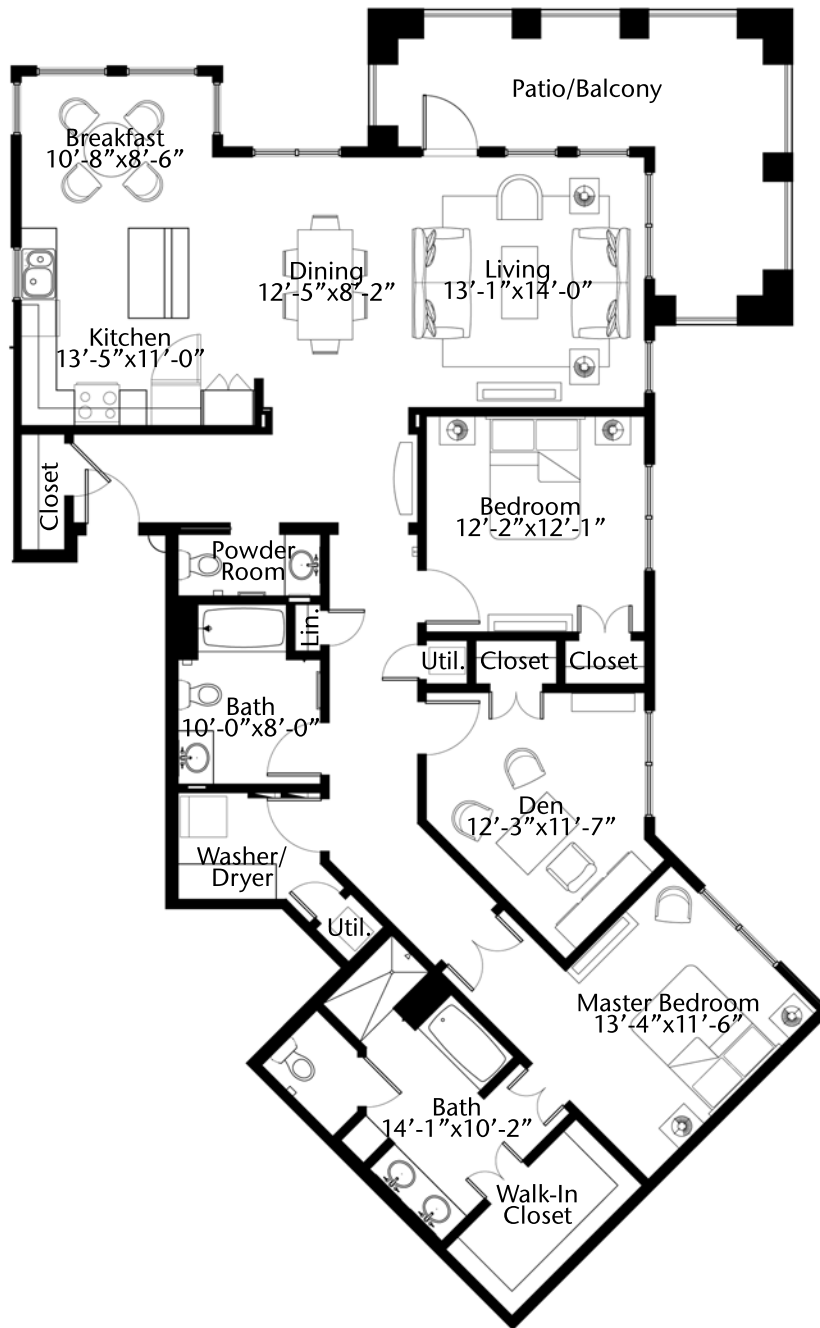 Patio/Balcony
Breakfast
10’-8”x8’-6”
Dining
12’-5”x8’-2”
Living
13’-1”x14’-0”
Kitchen
13’-5”x11’-0”
Closet
Bedroom
12’-2”x12’-1”
Powder
Room
Lin.
Util.
Closet
Closet
Bath
10’-0”x8’-0”
Den
12’-3”x11’-7”
Washer/
Dryer
Util.
Master Bedroom
13’-4”x11’-6”
Bath
14’-1”x10’-2”
Walk-In
Closet